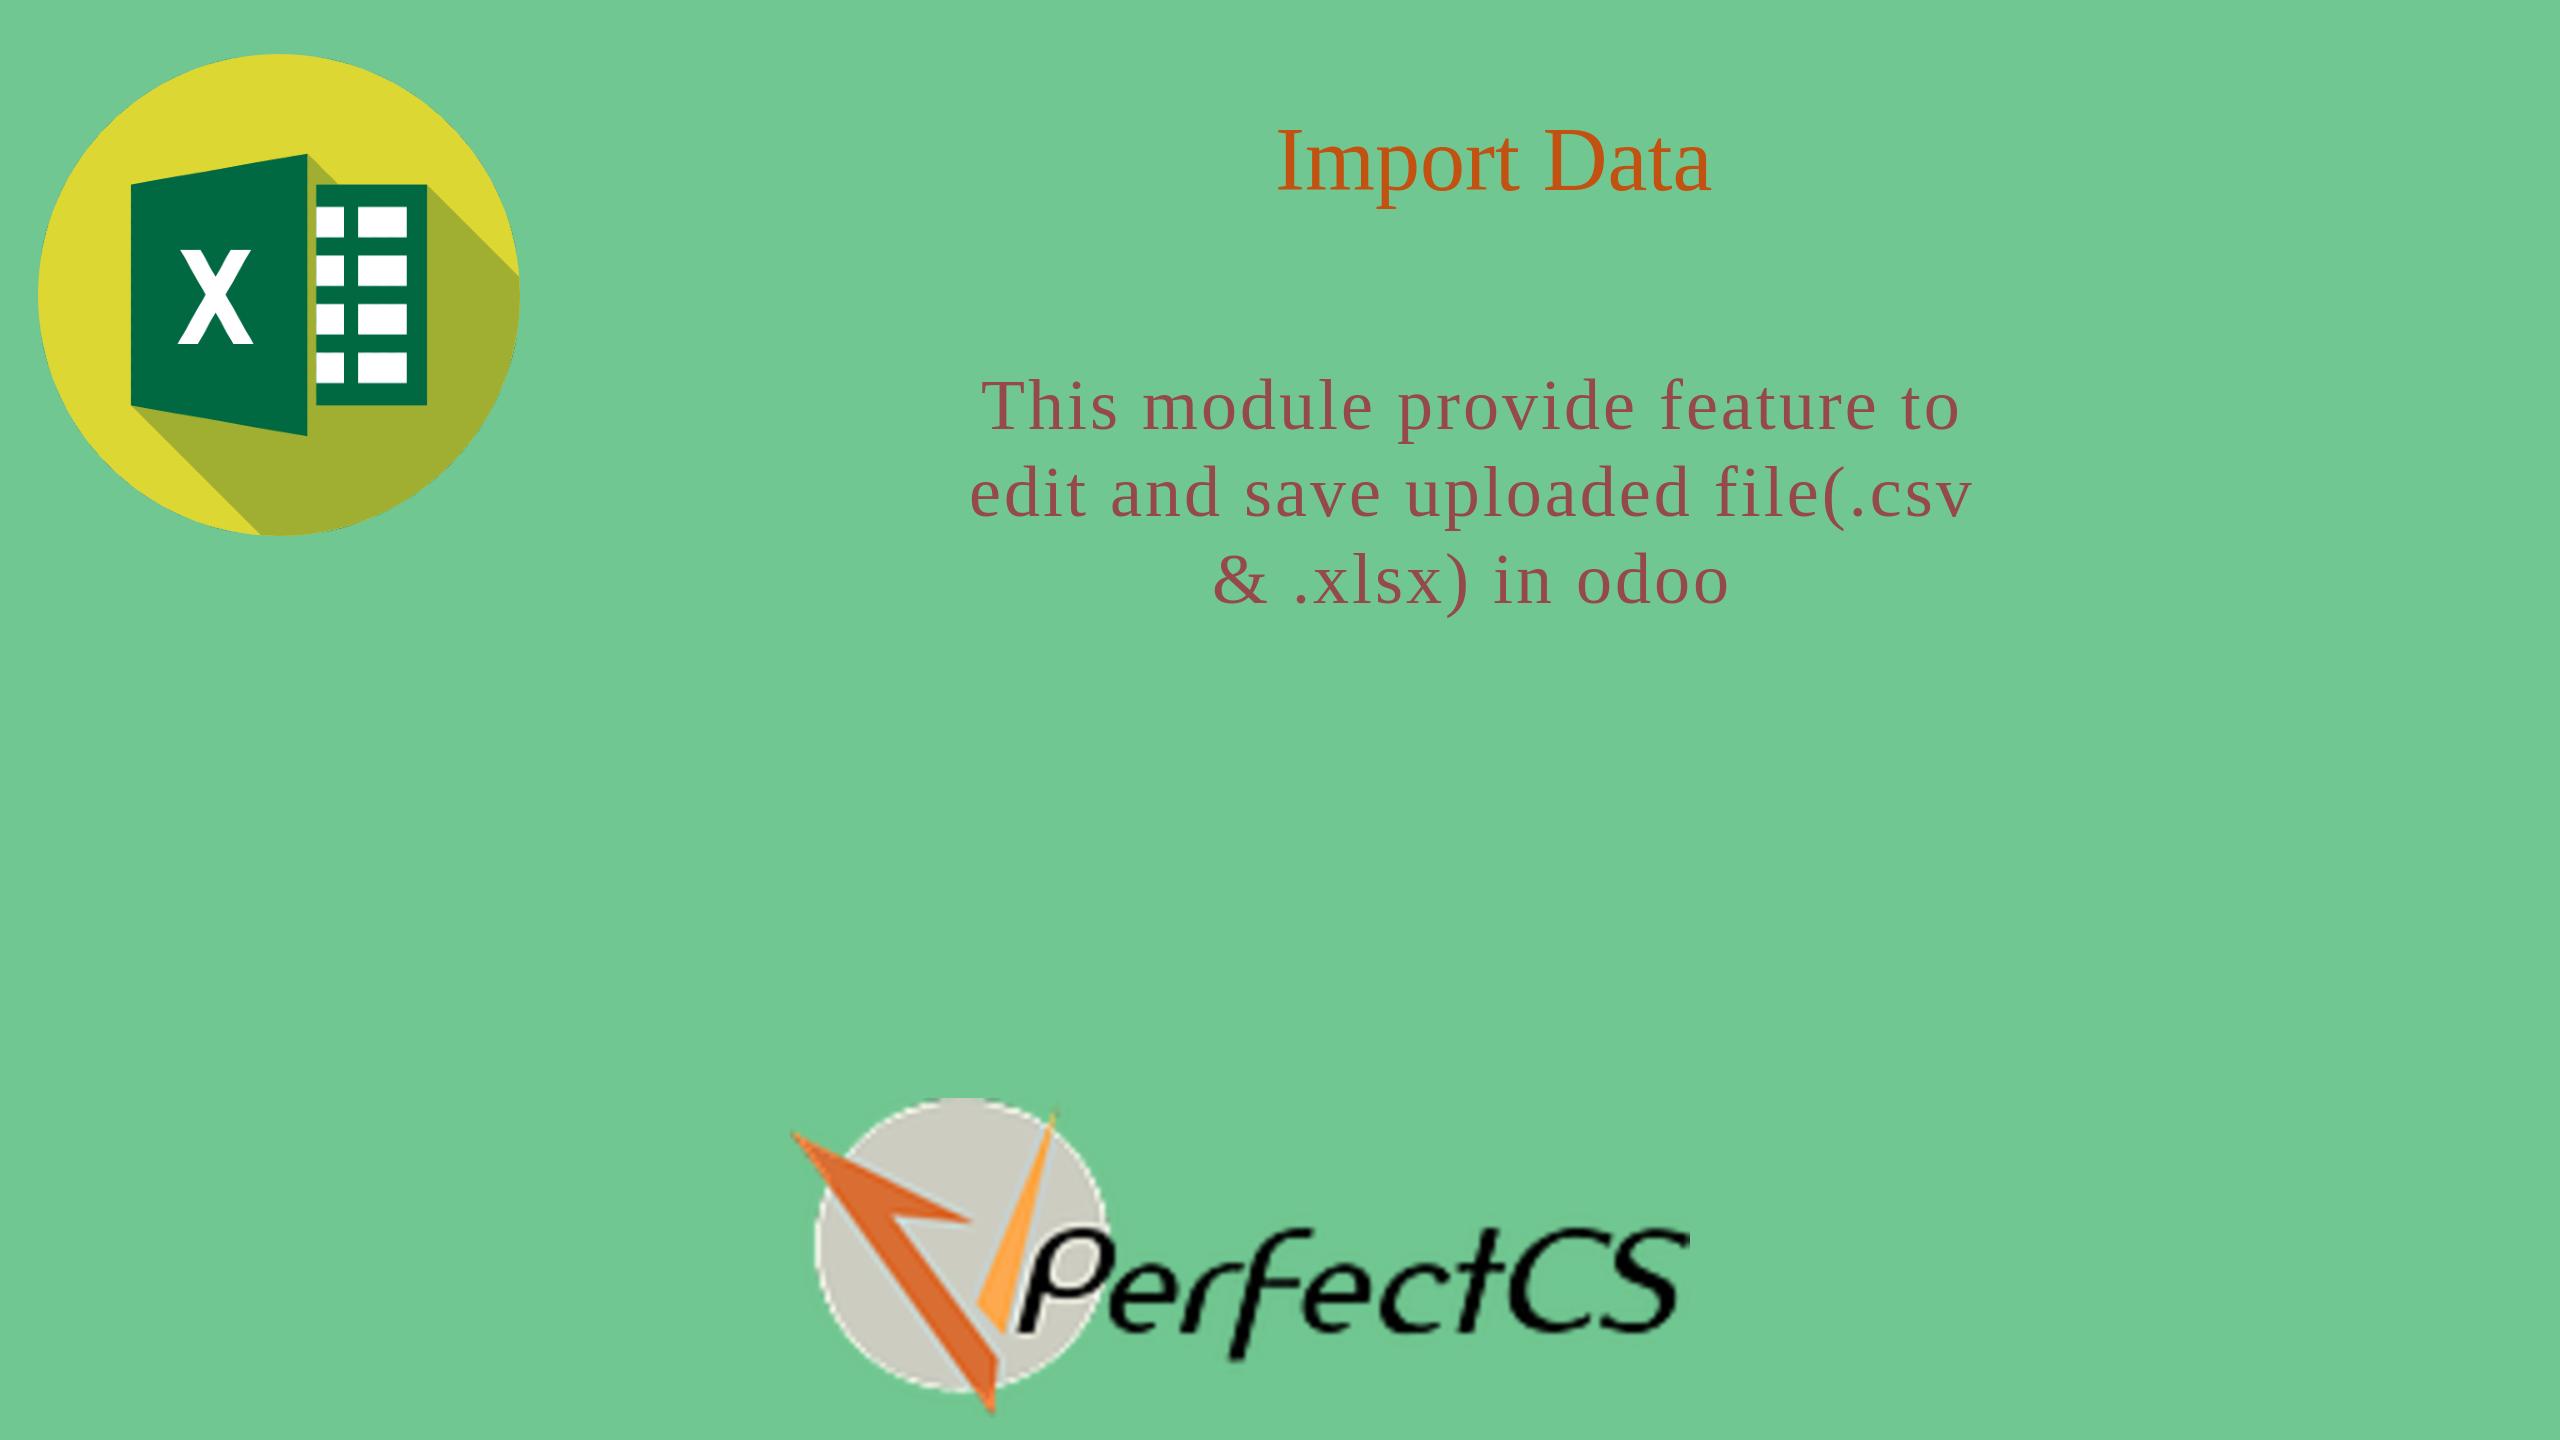 X
Import Data
This module provide feature to
edit and save uploaded file(.csv
& .xlsx) in odoo
PerfectCS